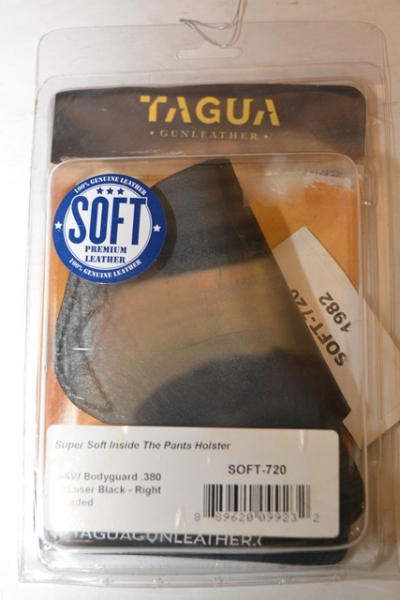 TAGUA
• GUNLEATHER •
100% GENUINE LEATHER
SOFT
PREMIUM
LEATHER
100% GENUINE LEATHER
SOFT-720
1982
Super Soft Inside The Pants Holster
SOFT-720
&W Bodyguard .380
Laser Black - Right
8 89620 09923 2
TAGUAGUNLEATHER.C